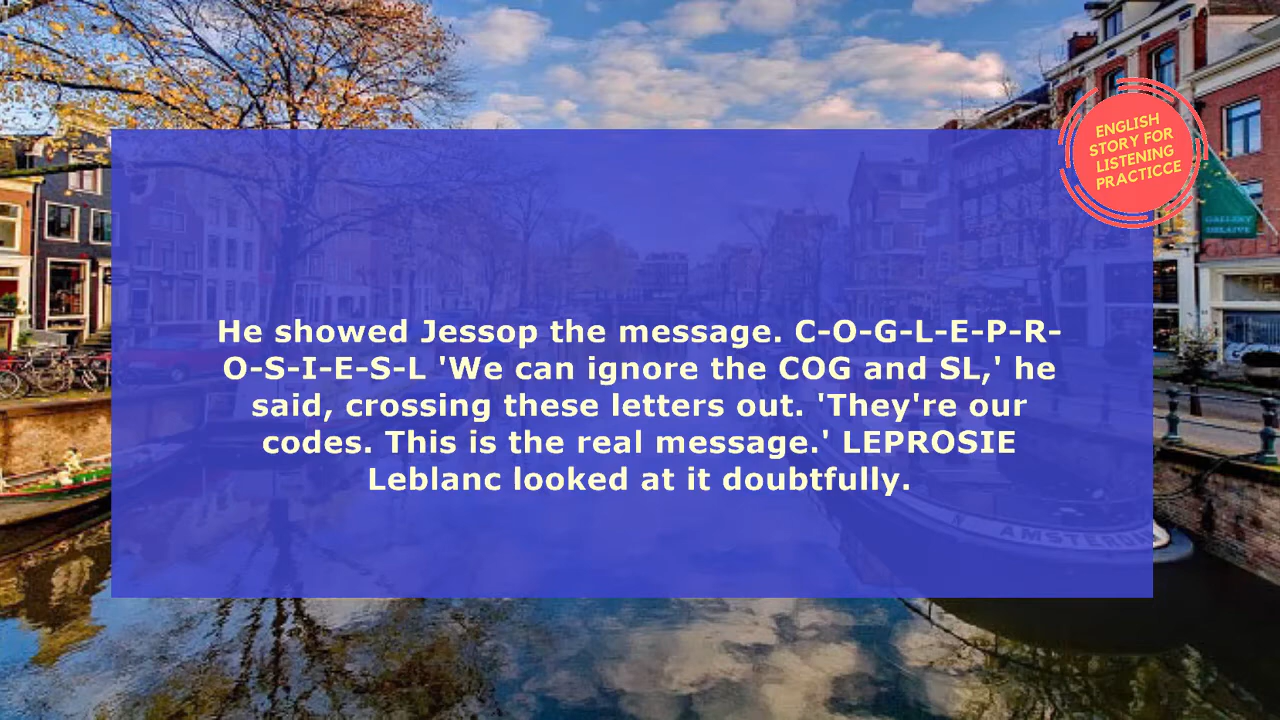 ENGLISH
STORY FOR
LISTENING
PRACTICCE
GALLERY
He showed Jessop the message. C-O-G-L-E-P-R-
O-S-I-E-S-L 'We can ignore the COG and SL,' he
said, crossing these letters out. 'They're our
codes. This is the real message.' LEPROSIE
Leblanc looked at it doubtfully.
AMSTERDAM